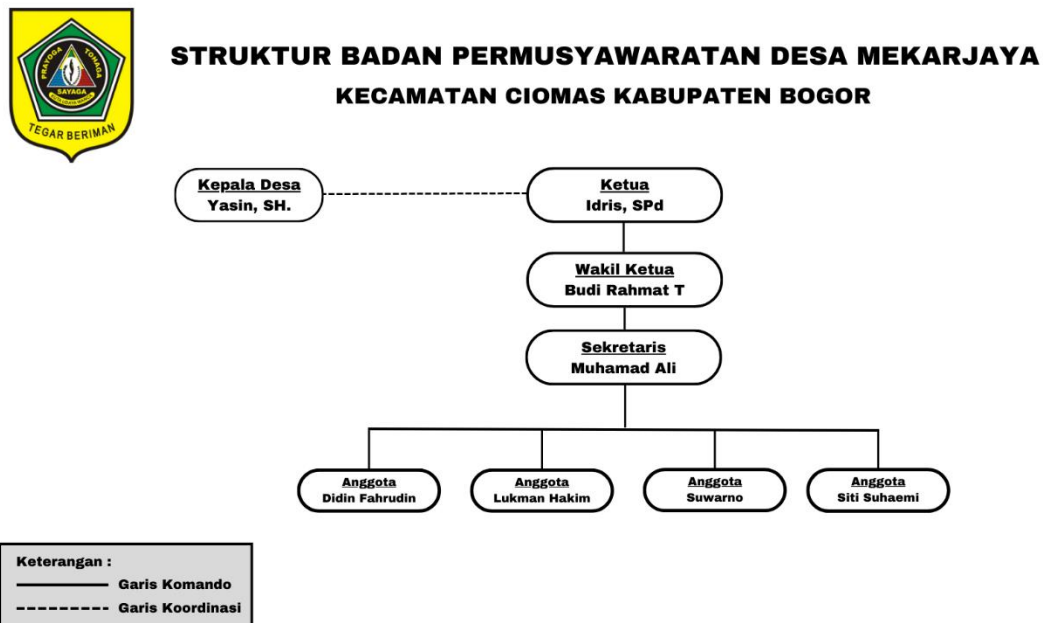 PRAYOGA
TOHAGA
SAYAGA
TEGAR BERIMAN
STRUKTUR BADAN PERMUSYAWARATAN DESA MEKARJAYA
KECAMATAN CIOMAS KABUPATEN BOGOR
Kepala Desa
Yasin, SH.
Ketua
Idris, SPd
Wakil Ketua
Budi Rahmat T
Sekretaris
Muhamad Ali
Anggota
Didin Fahrudin
Anggota
Lukman Hakim
Anggota
Suwarno
Anggota
Siti Suhaemi
Keterangan :
Garis Komando
Garis Koordinasi